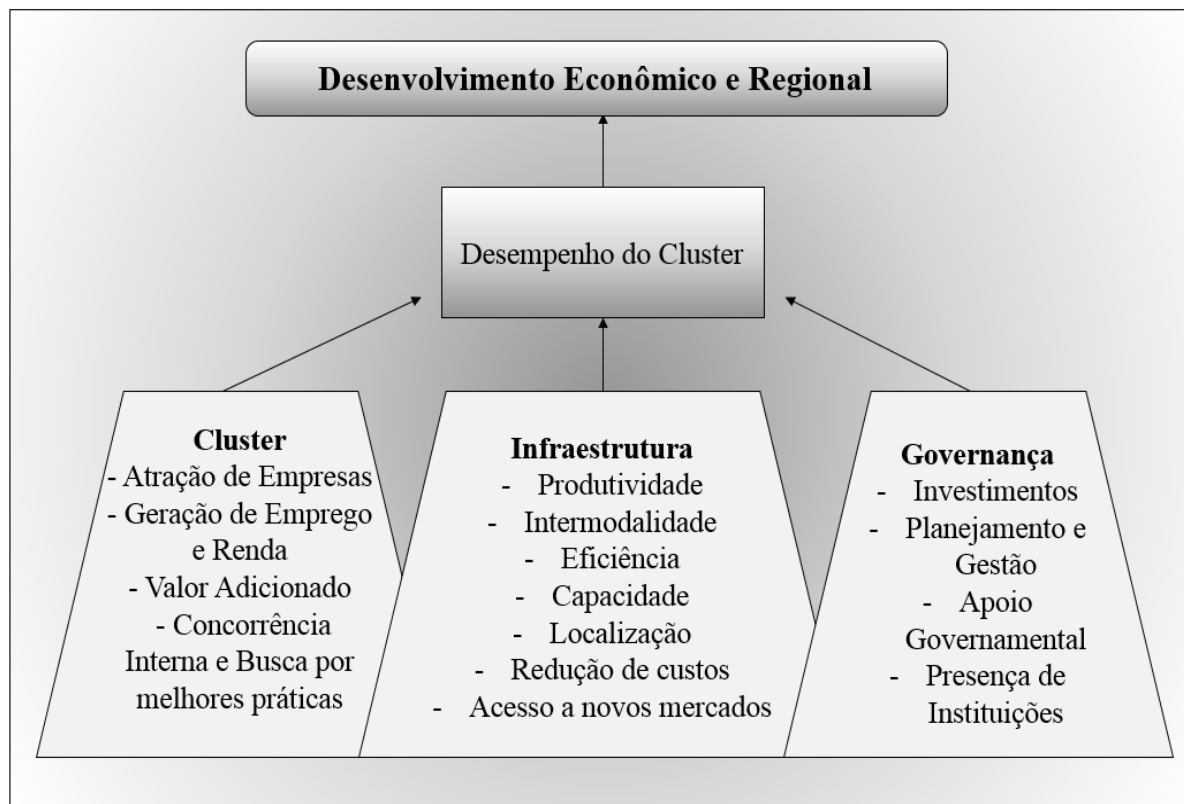 Desenvolvimento Econômico e Regional
Desempenho do Cluster
Cluster
- Atração de Empresas
- Geração de Emprego
e Renda
- Valor Adicionado
- Concorrência
Interna e Busca por
melhores práticas
Infraestrutura
- Produtividade
- Intermodalidade
- Eficiência
- Capacidade
- Localização
- Redução de custos
- Acesso a novos mercados
Governança
- Investimentos
- Planejamento e
Gestão
- Apoio
Governamental
- Presença de
Instituições